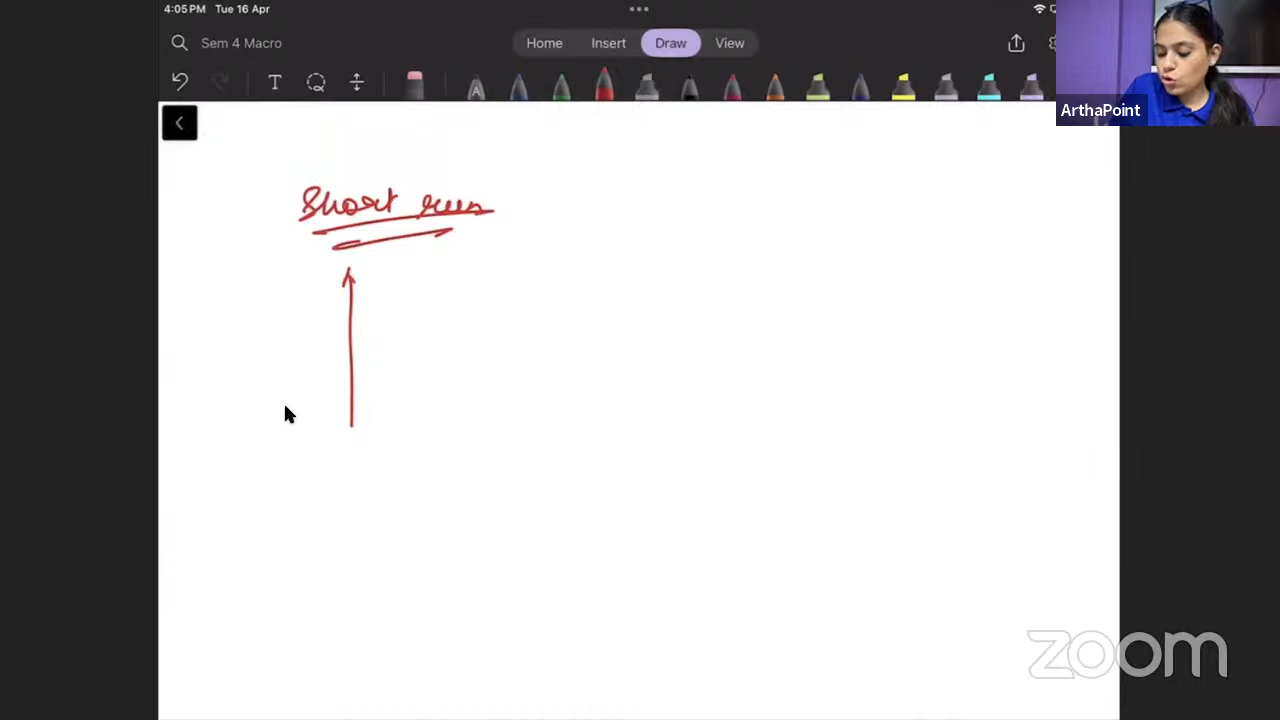 4:05 PM Tue 16 Apr
Sem 4 Macro
Home Insert Draw View
T
A
ArthaPoint
Short run
zoom